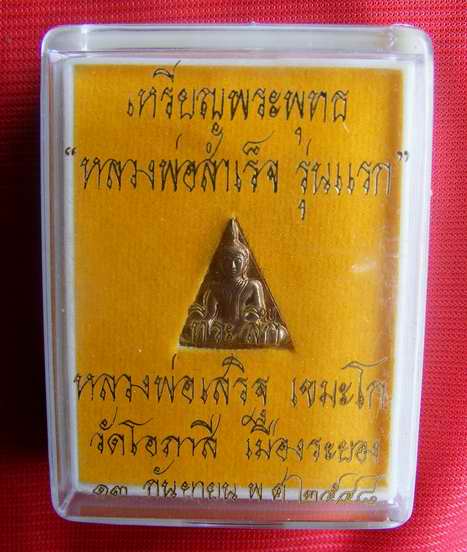 เหรียญพระพุทธ
“หลวงพ่อสำเร็จ รุ่นแรก”
หลวงพ่อเสริฐ เขมะโก
วัดโอภาสี เมืองระยอง
๑๓ กันยายน พ ศ ๒๕๕๘